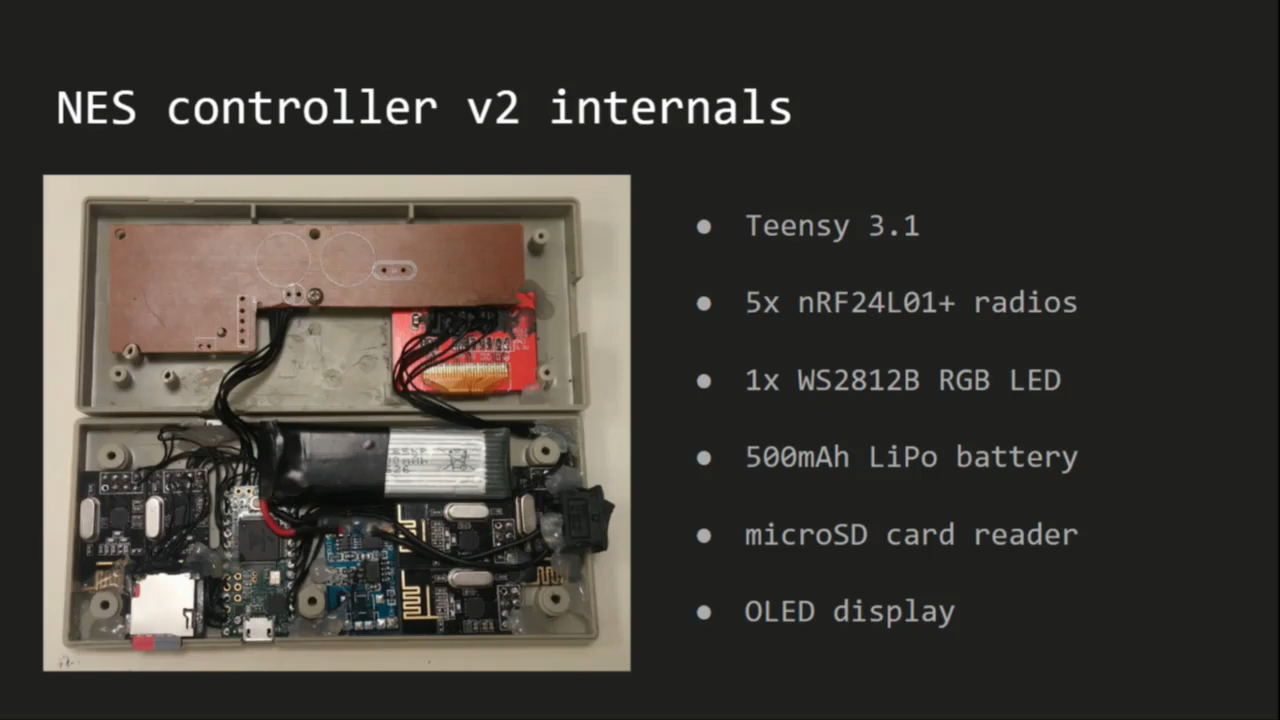 NES controller v2 internals
● Teensy 3.1
● 5x nRF24L01+ radios
● 1x WS2812B RGB LED
● 500mAh LiPo battery
● microSD card reader
● OLED display